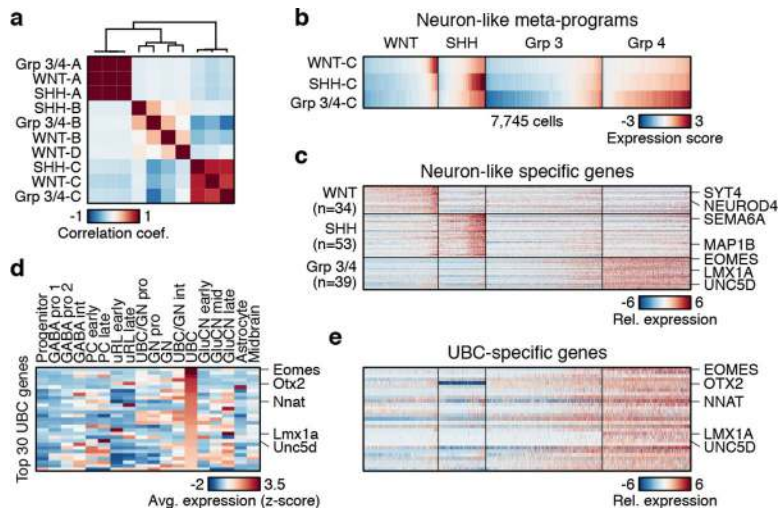 a
Grp 3/4-A
WNT-A
SHH-A
SHH-B
Grp 3/4-B
WNT-B
WNT-D
SHH-C
WNT-C
Grp 3/4-C
-1 1
Correlation coef.
b
Neuron-like meta-programs
WNT SHH Grp 3 Grp 4
WNT-C
SHH-C
Grp 3/4-C
7,745 cells
-3 3
Expression score
c
Neuron-like specific genes
WNT
(n=34)
SHH
(n=53)
Grp 3/4
(n=39)
SYT4
NEUROD4
SEMA6A
MAP1B
EOMES
LMX1A
UNC5D
-6 6
Rel. expression
d
Progenitor
GABA pro 1
GABA pro 2
GABA int
PC early
PC late
uRL early
uRL late
UBC/GN pro
GN pro
GN
UBC/GN int
UBC
GluCN early
GluCN mid
GluCN late
Astrocyte
Midbrain
Top 30 UBC genes
Eomes
Otx2
Nnat
Lmx1a
Unc5d
-2 3.5
Avg. expression (z-score)
e
UBC-specific genes
EOMES
OTX2
NNAT
LMX1A
UNC5D
-6 6
Rel. expression